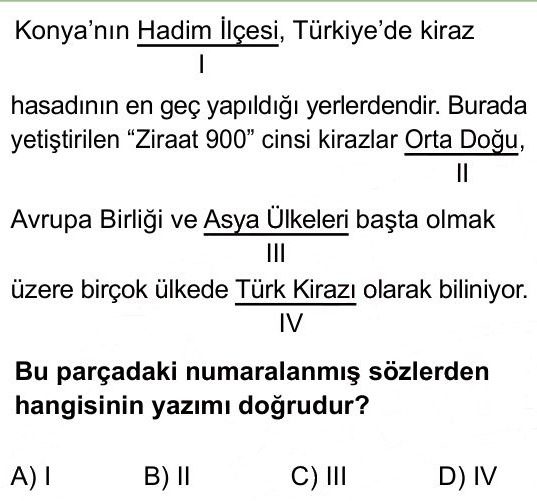 Konya’nın Hadim İlçesi, Türkiye’de kiraz
I
hasadının en geç yapıldığı yerlerdendir. Burada
yetiştirilen “Ziraat 900” cinsi kirazlar Orta Doğu,
II
Avrupa Birliği ve Asya Ülkeleri başta olmak
III
üzere birçok ülkede Türk Kirazı olarak biliniyor.
IV
Bu parçadaki numaralanmış sözlerden
hangisinin yazımı doğrudur?
A) I B) II C) III D) IV